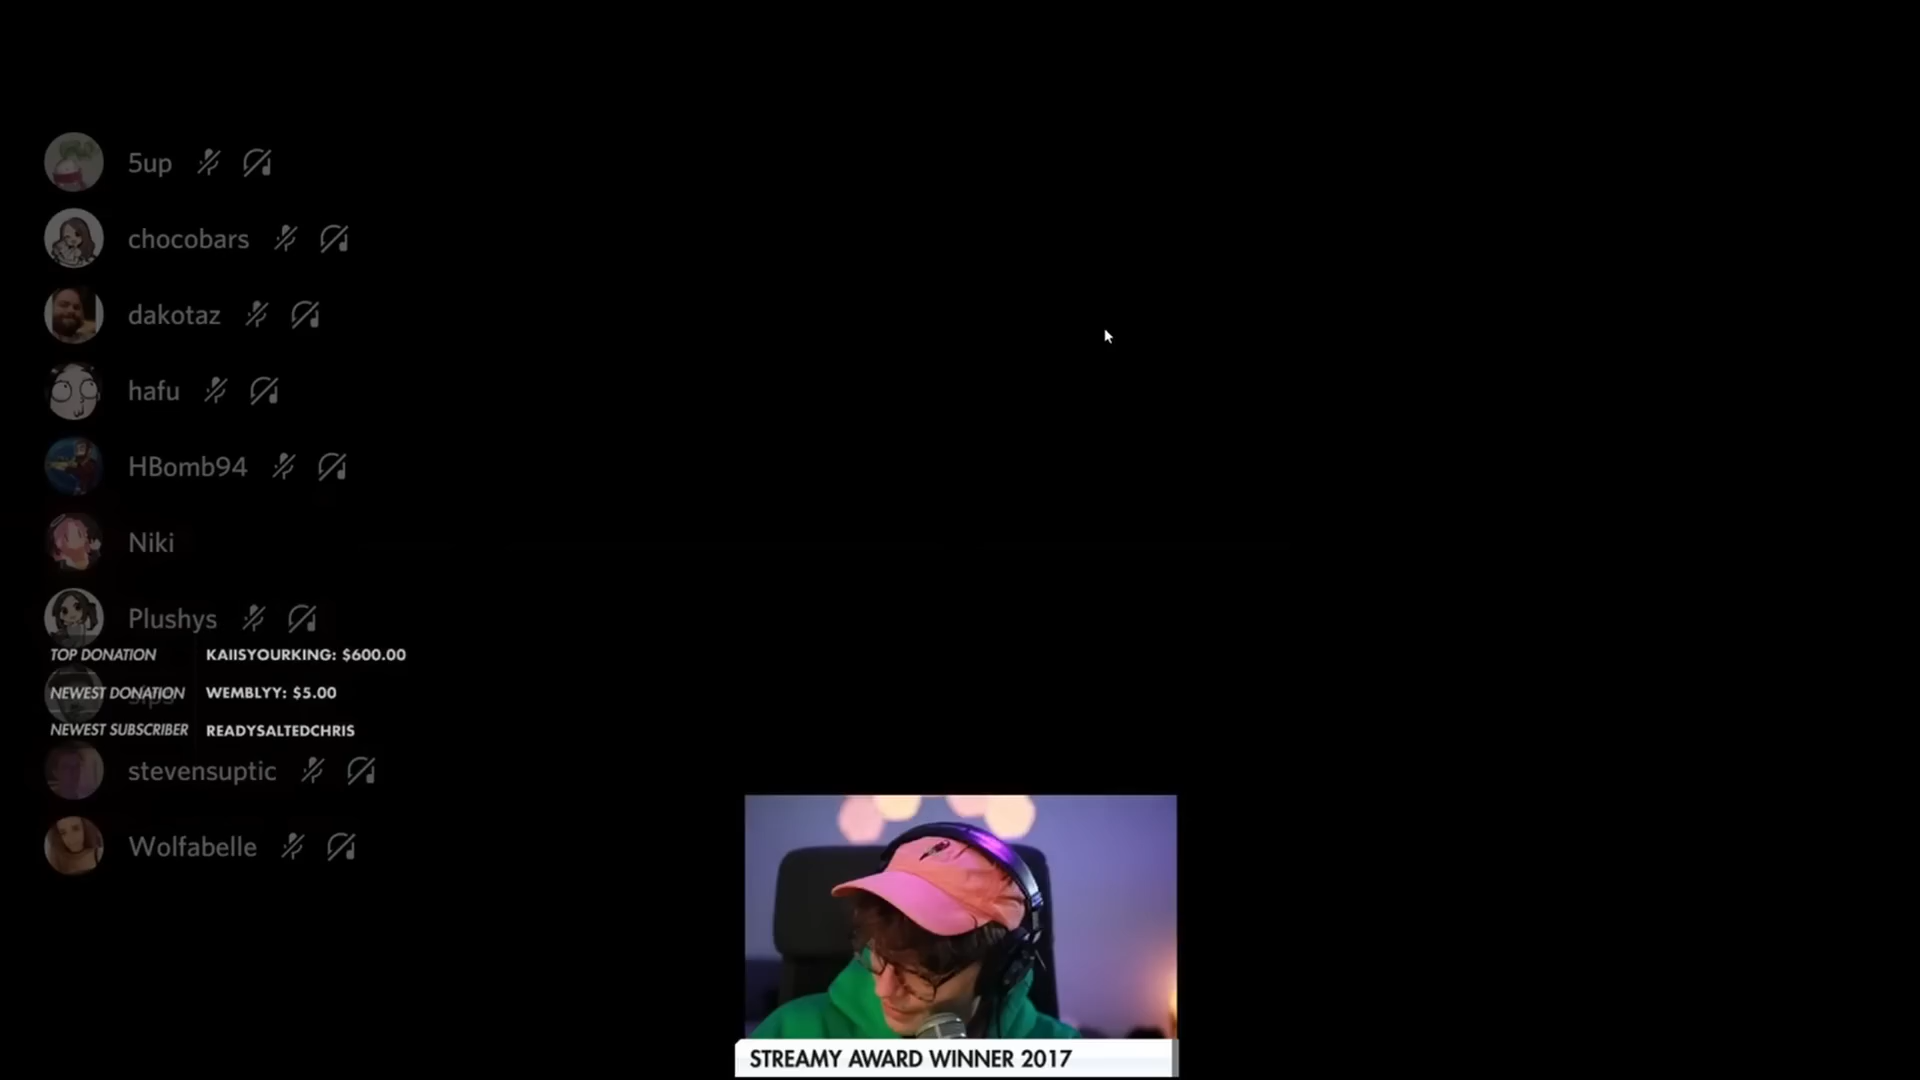 5up
chocobars
dakotaz
hafu
HBomb94
Niki
Plushys
TOP DONATION KAIISYOURKING: $600.00
NEWEST DONATION WEMBLYY: $5.00
sips
NEWEST SUBSCRIBER READYSALTEDCHRIS
stevensuptic
Wolfabelle
STREAMY AWARD WINNER 2017